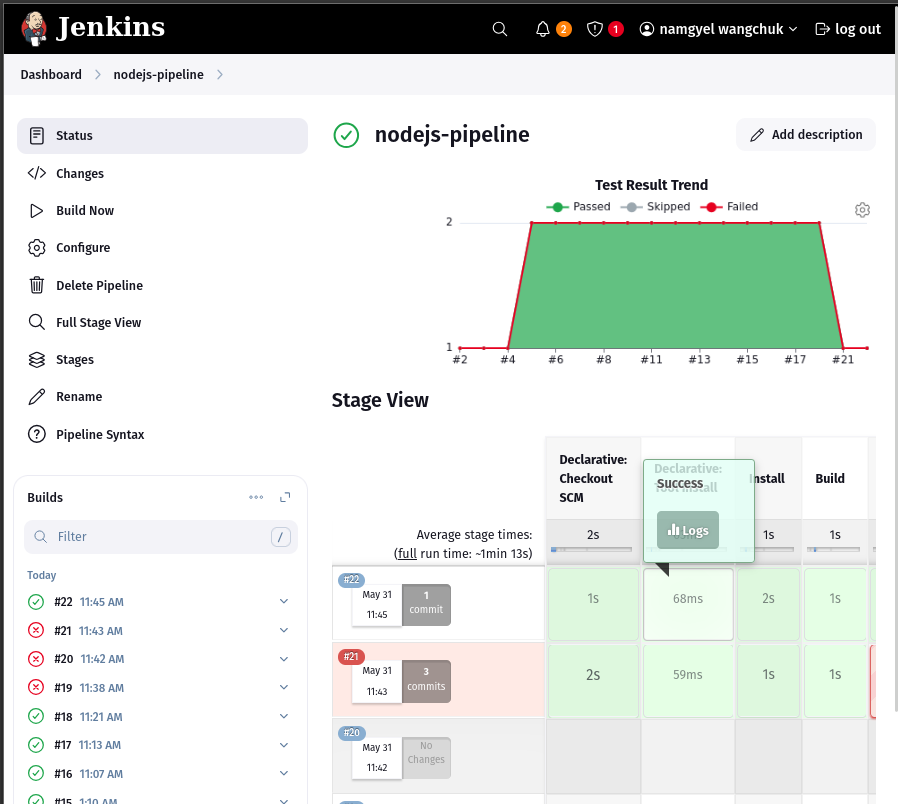 Jenkins
2
1
namgyel wangchuk
log out
Dashboard
nodejs-pipeline
Status
Changes
Build Now
Configure
Delete Pipeline
Full Stage View
Stages
Rename
Pipeline Syntax
Builds
Filter
/
Today
#22 11:45 AM
#21 11:43 AM
#20 11:42 AM
#19 11:38 AM
#18 11:21 AM
#17 11:13 AM
#16 11:07 AM
#15 1:10 AM
nodejs-pipeline
Add description
Test Result Trend
Passed Skipped Failed
2
1
#2 #4 #6 #8 #11 #13 #15 #17 #21
Stage View
Declarative:
Checkout
SCM
Declarative:
Tool Install
Success
Logs
Install
Build
Average stage times:
(full run time: ~1min 13s)
2s
1s
1s
#22
May 31
11:45
1
commit
1s
68ms
2s
1s
#21
May 31
11:43
3
commits
2s
59ms
1s
1s
#20
May 31
11:42
No
Changes